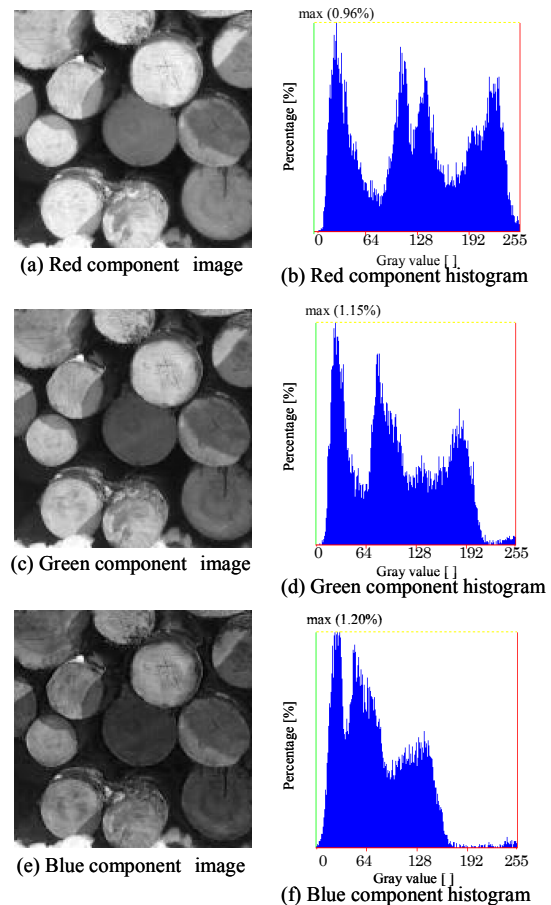 max (0.96%)
Percentage [%]
0 64 128 192 255
Gray value [ ]
(a) Red component image
(b) Red component histogram
max (1.15%)
Percentage [%]
0 64 128 192 255
Gray value [ ]
(c) Green component image
(d) Green component histogram
max (1.20%)
Percentage [%]
0 64 128 192 255
Gray value [ ]
(e) Blue component image
(f) Blue component histogram